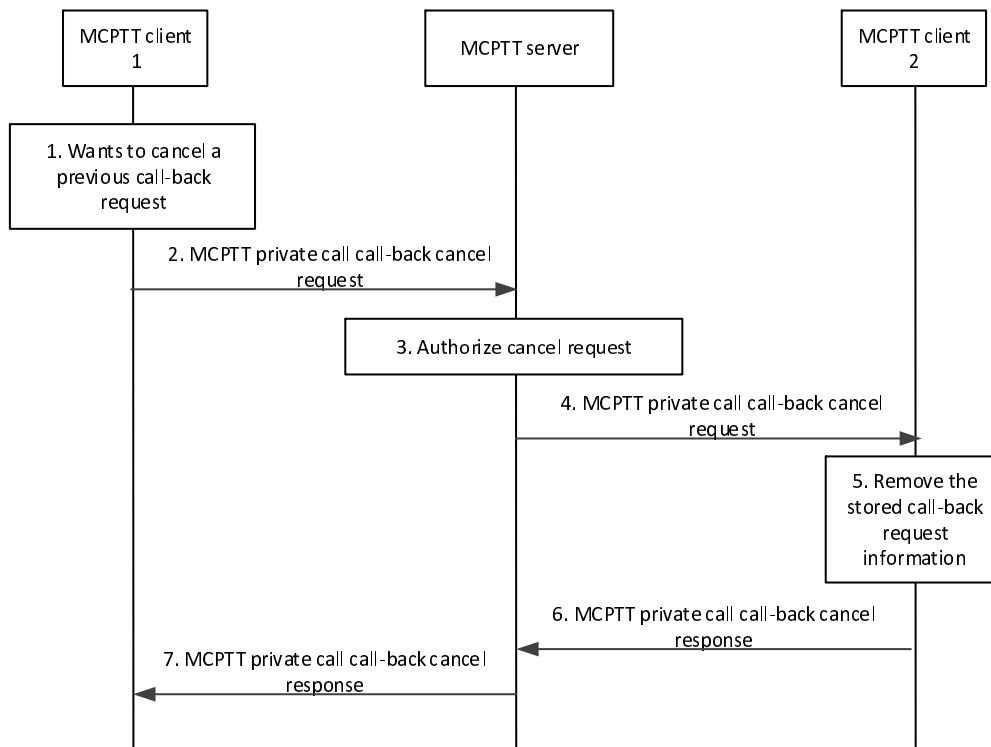 MCPTT client
1
MCPTT server
MCPTT client
2
1. Wants to cancel a
previous call-back
request
2. MCPTT private call call-back cancel
request
3. Authorize cancel request
4. MCPTT private call call-back cancel
request
5. Remove the
stored call-back
request
information
6. MCPTT private call call-back cancel
response
7. MCPTT private call call-back cancel
response